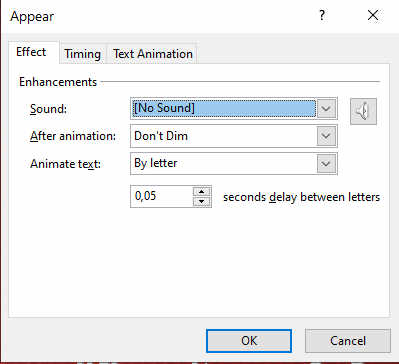 Appear ?
Effect Timing Text Animation
Enhancements
Sound: [No Sound]
After animation: Don't Dim
Animate text: By letter
0,05 seconds delay between letters
OK Cancel